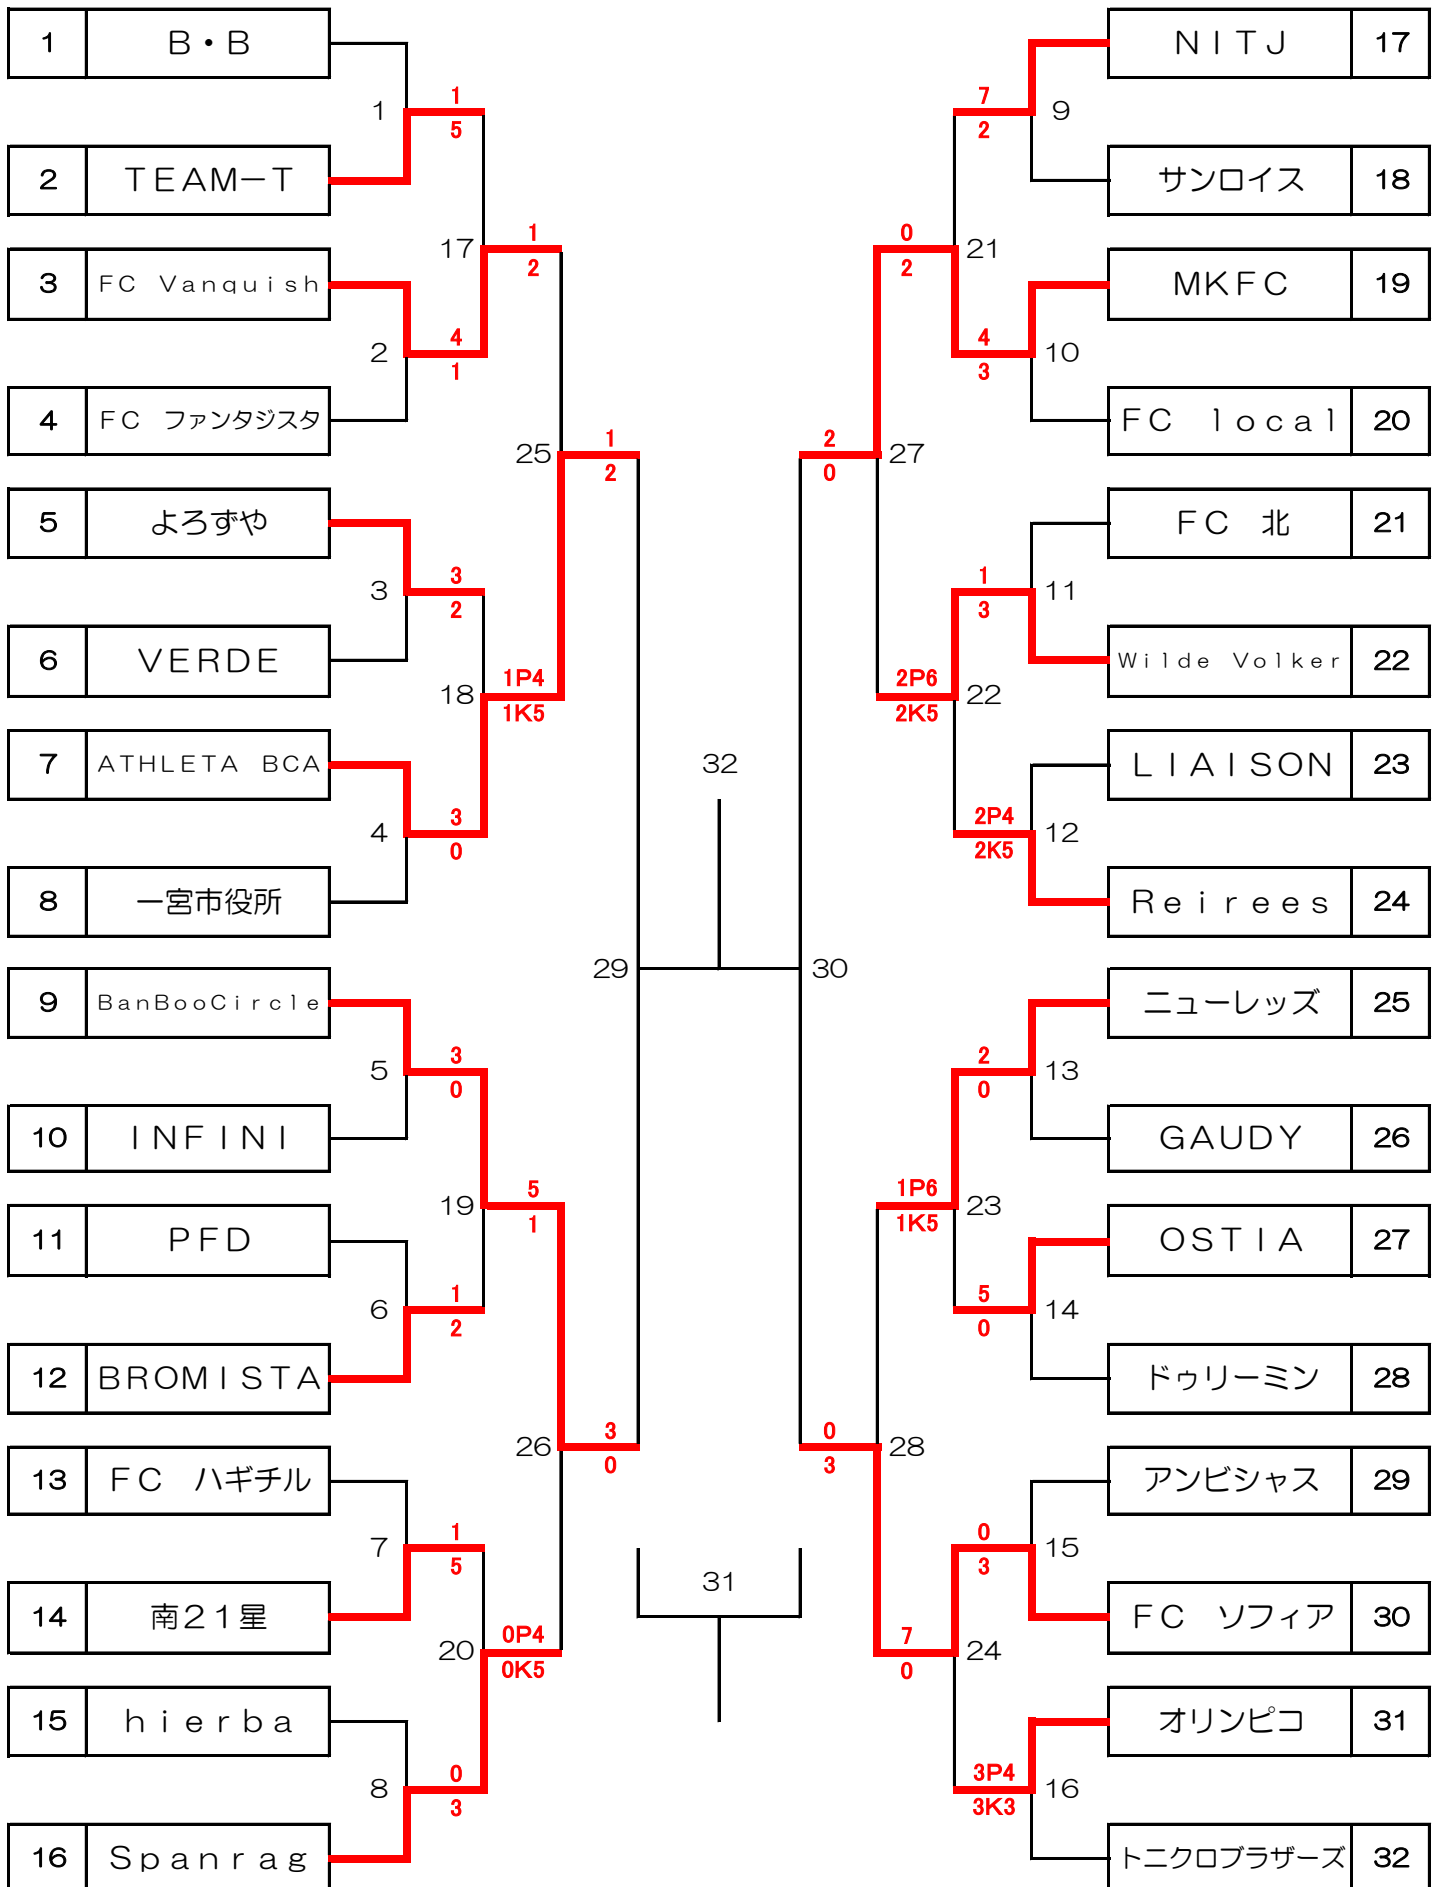 1 B・B
NITJ 17
1
1
5
7
2
9
2 TEAM−T
サンロイス 18
17
1
2
0
2
21
3 FC Vanquish
MKFC 19
2
4
1
4
3
10
4 FC ファンタジスタ
FC local 20
25
1
2
2
0
27
5 よろずや
FC 北 21
3
3
2
1
3
11
6 VERDE
Wilde Volker 22
18
1P4
1K5
2P6
2K5
22
7 ATHLETA BCA
32
LIAISON 23
4
3
0
2P4
2K5
12
8 一宮市役所
Reirees 24
29
30
9 BanBooCircle
ニューレッズ 25
5
3
0
2
0
13
10 INFINI
GAUDY 26
19
5
1
1P6
1K5
23
11 PFD
OSTIA 27
6
1
2
5
0
14
12 BROMISTA
ドゥリーミン 28
26
3
0
0
3
28
13 FC ハギチル
アンビシャス 29
7
1
5
31
0
3
15
14 南21星
FC ソフィア 30
20
0P4
0K5
7
0
24
15 hierba
オリンピコ 31
8
0
3
3P4
3K3
16
16 Spanrag
トニクロブラザーズ 32